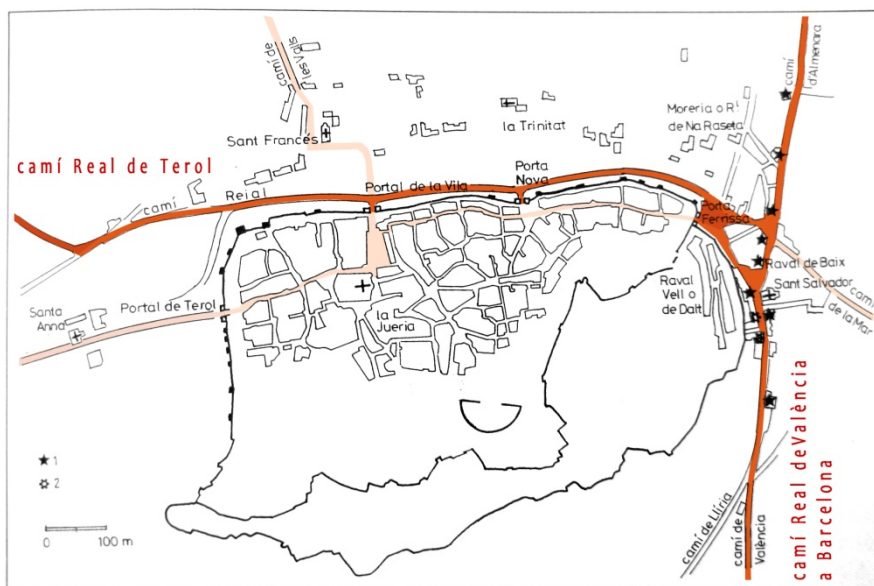 camí de
les Valls
camí
d'Almenara
Sant Francés
la Trinitat
Moreria o R!
de Na Raseta
camí Real de Terol
camí Reial
Portal de la Vila
Porta
Nova
Porta
Ferrissa
Raval de Baix
Sant Salvador
camí
de la Mar
Santa
Anna
Portal de Terol
la
Jueria
Raval
Vell o
de Dalt
1
2
0 100 m
camí de Llíria
camí de
València
camí Real deValència
a Barcelona